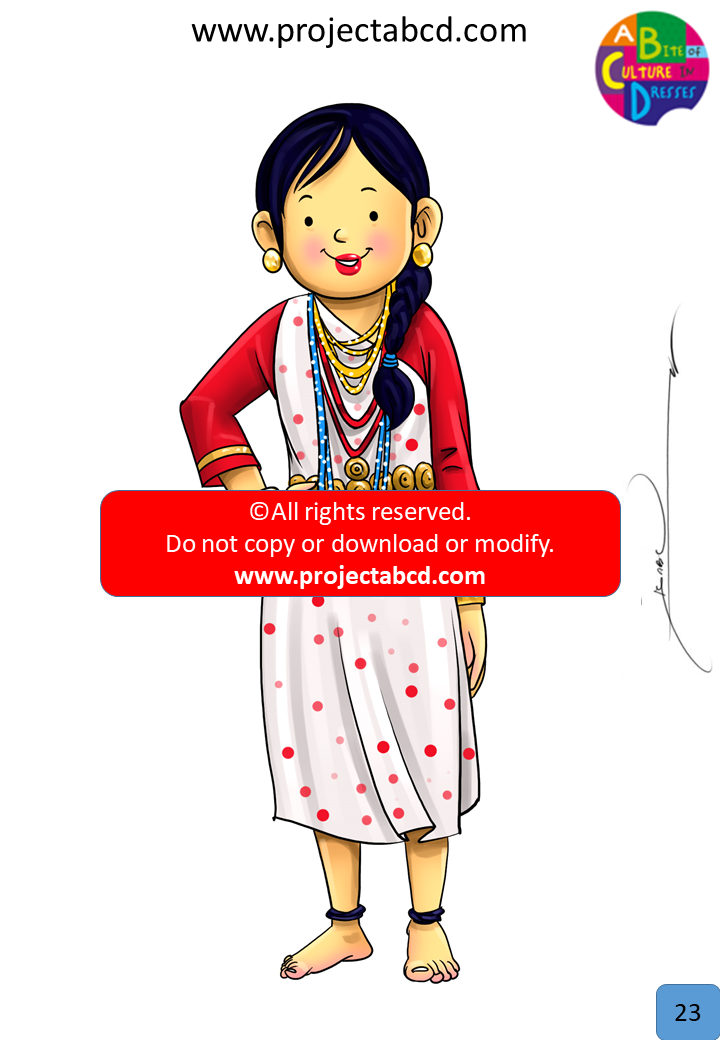 www.projectabcd.com
A BITE OF
CULTURE IN
DRESSES
©All rights reserved.
Do not copy or download or modify.
www.projectabcd.com
23